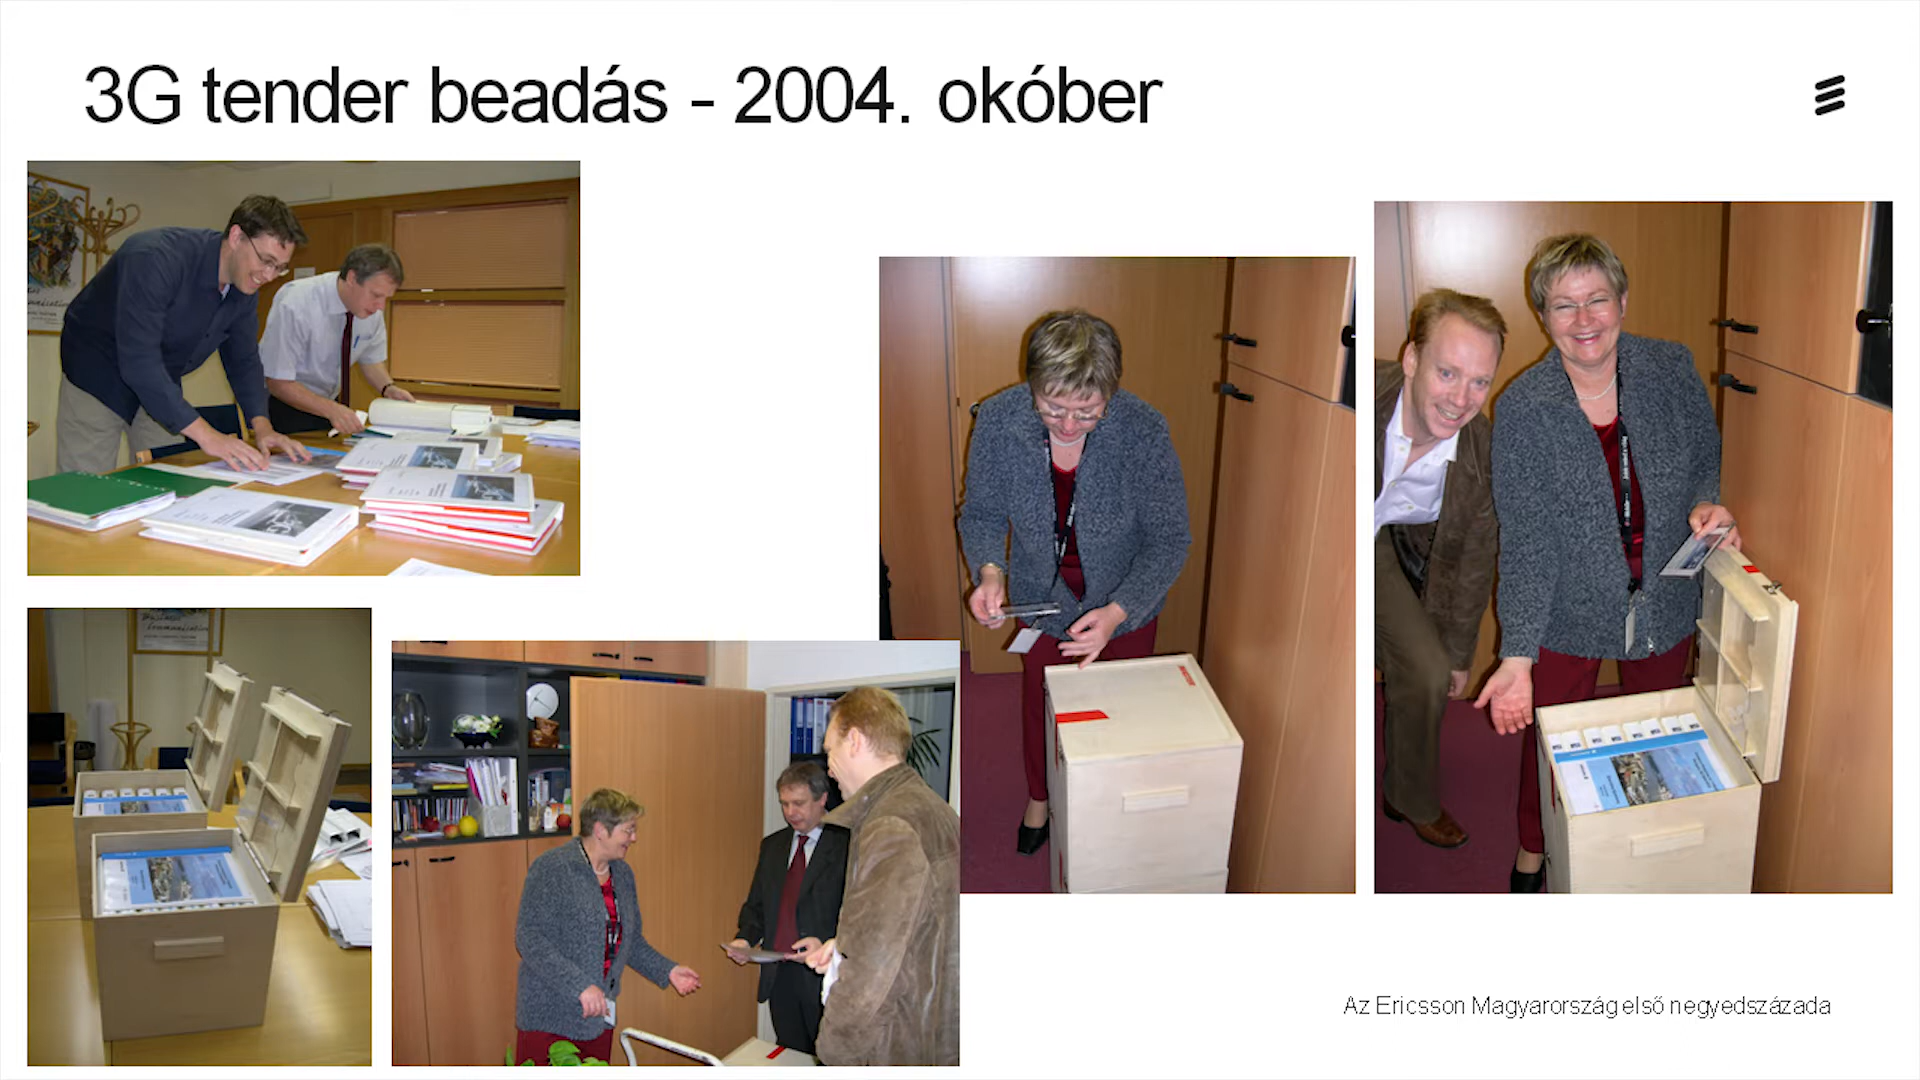 3G tender beadás - 2004. okóber
Az Ericsson Magyarország első negyedszázada